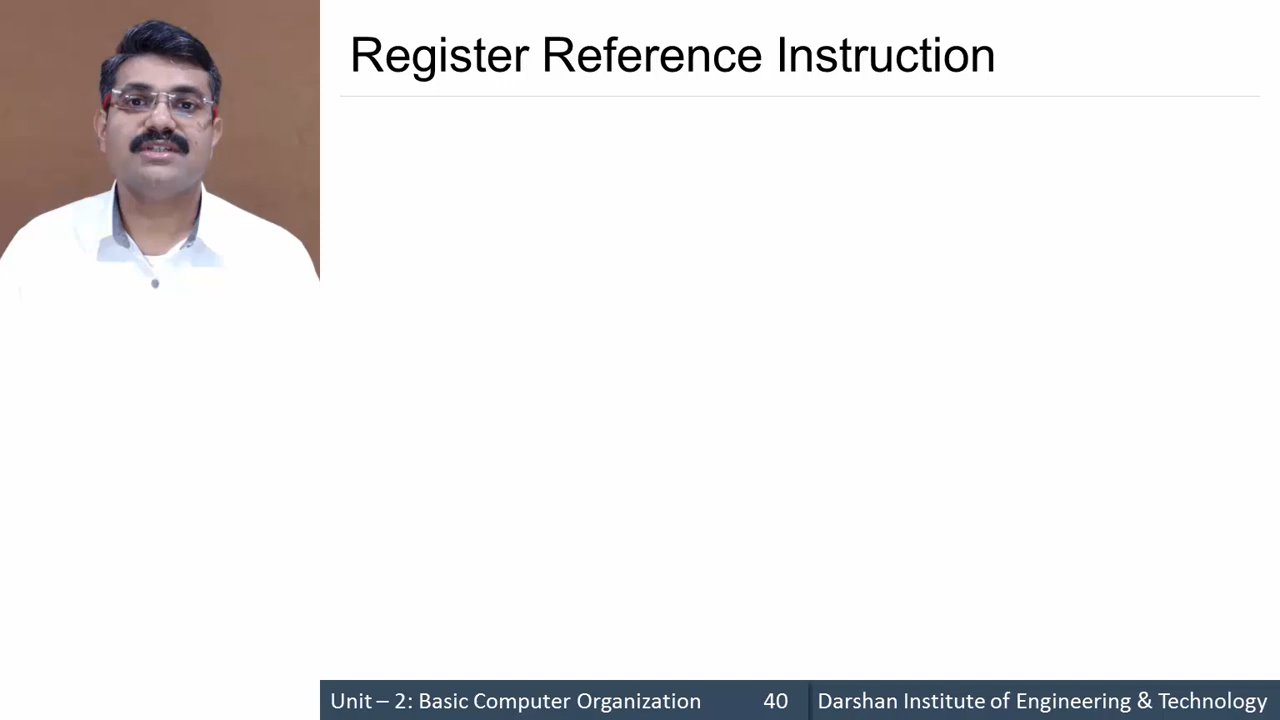 Register Reference Instruction
Unit – 2: Basic Computer Organization 40 Darshan Institute of Engineering & Technology